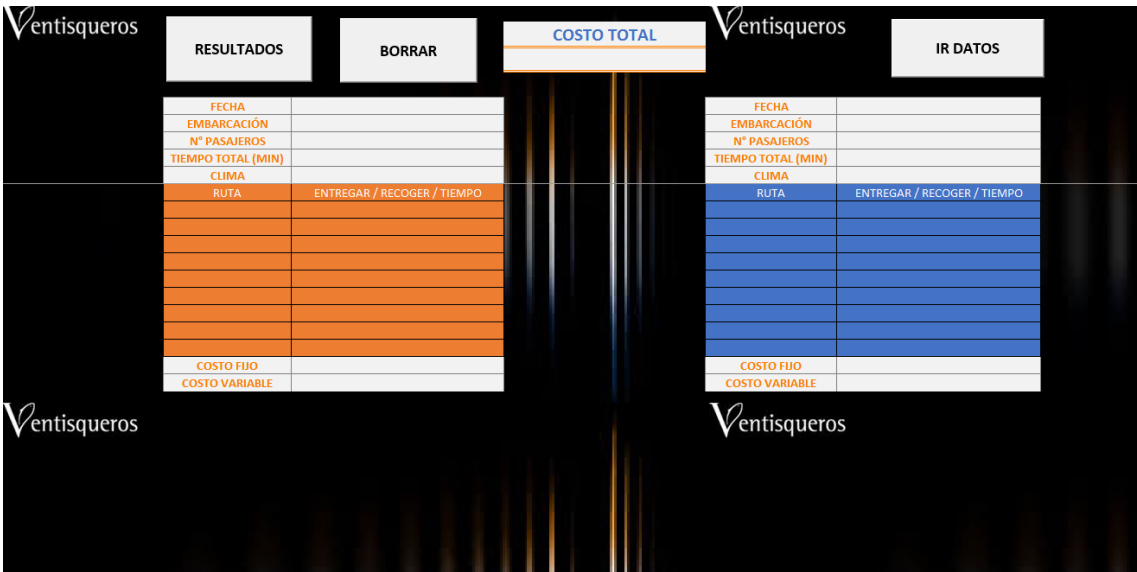 Ventisqueros
RESULTADOS
BORRAR
COSTO TOTAL
Ventisqueros
IR DATOS
FECHA
EMBARCACIÓN
N° PASAJEROS
TIEMPO TOTAL (MIN)
CLIMA
RUTA ENTREGAR / RECOGER / TIEMPO
COSTO FIJO
COSTO VARIABLE
FECHA
EMBARCACIÓN
N° PASAJEROS
TIEMPO TOTAL (MIN)
CLIMA
RUTA ENTREGAR / RECOGER / TIEMPO
COSTO FIJO
COSTO VARIABLE
Ventisqueros
Ventisqueros